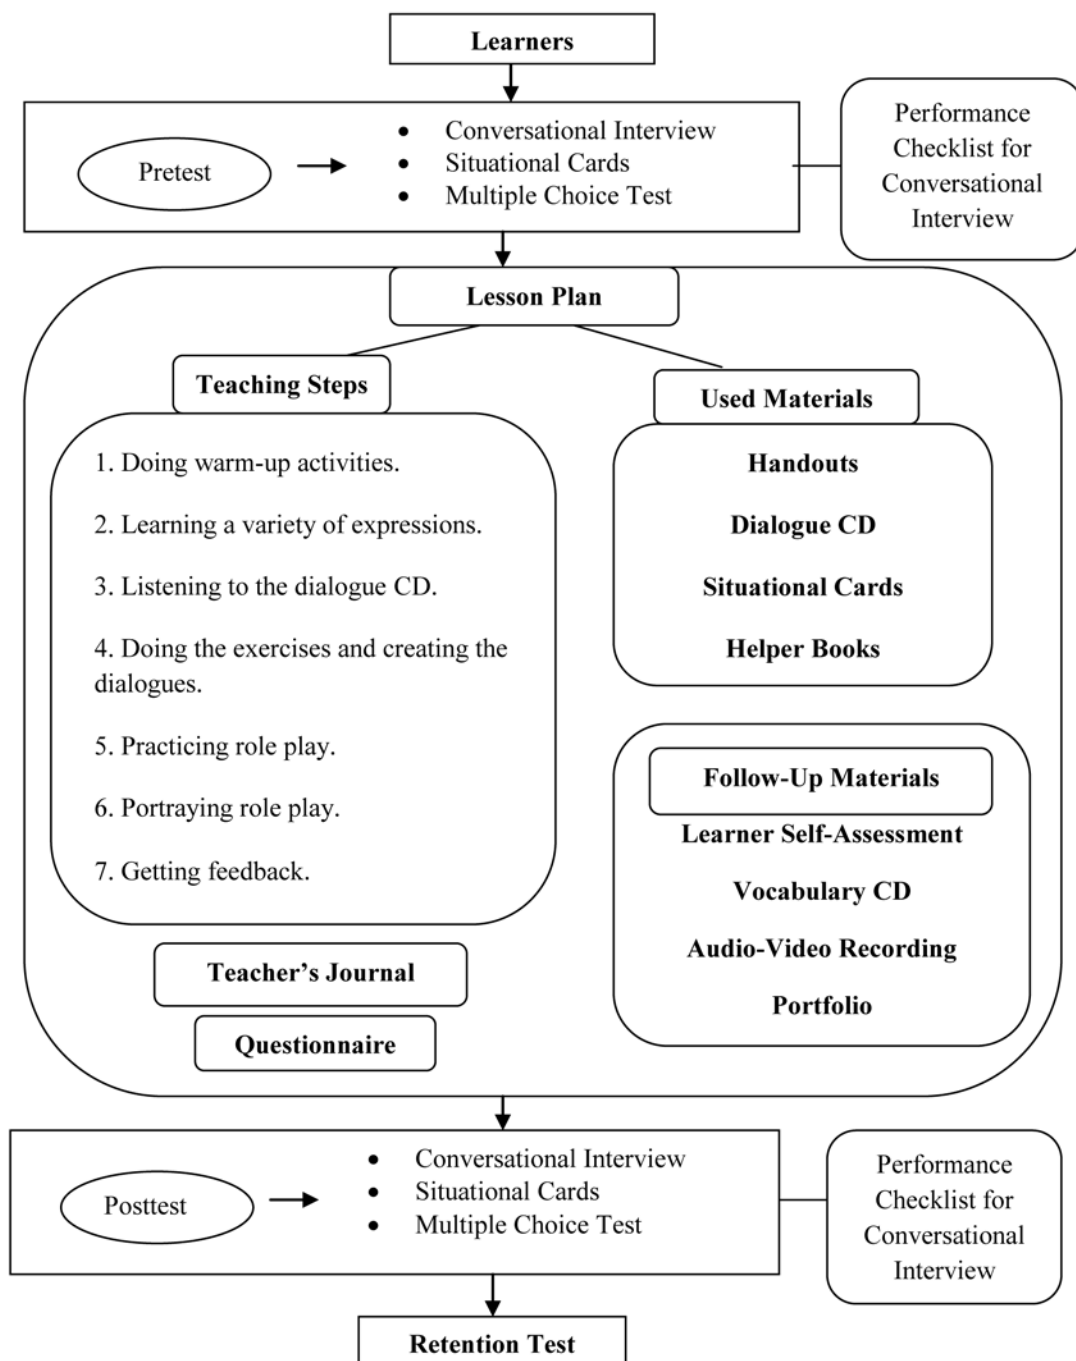 Learners
Pretest
• Conversational Interview
• Situational Cards
• Multiple Choice Test
Performance
Checklist for
Conversational
Interview
Lesson Plan
Teaching Steps
1. Doing warm-up activities.
2. Learning a variety of expressions.
3. Listening to the dialogue CD.
4. Doing the exercises and creating the
dialogues.
5. Practicing role play.
6. Portraying role play.
7. Getting feedback.
Used Materials
Handouts
Dialogue CD
Situational Cards
Helper Books
Follow-Up Materials
Learner Self-Assessment
Vocabulary CD
Audio-Video Recording
Portfolio
Teacher’s Journal
Questionnaire
Posttest
• Conversational Interview
• Situational Cards
• Multiple Choice Test
Performance
Checklist for
Conversational
Interview
Retention Test